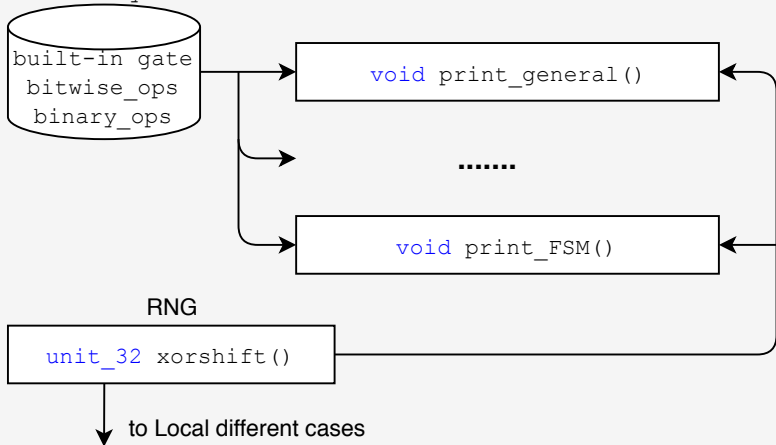 built-in gate
bitwise_ops
binary_ops
void print_general()
.......
void print_FSM()
RNG
unit_32 xorshift()
to Local different cases